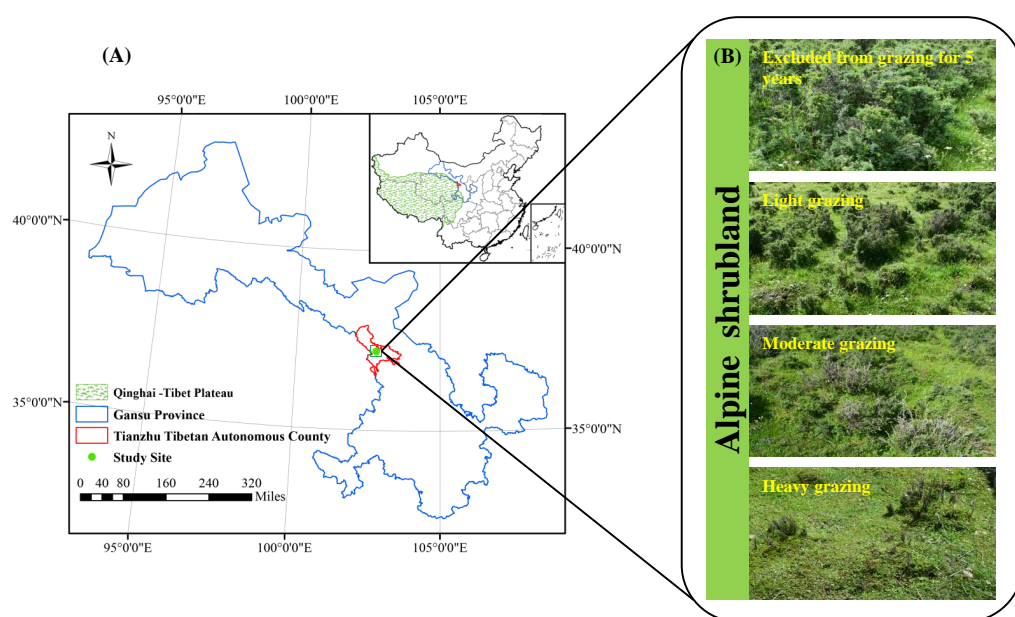 (A)
95°0'0"E 100°0'0"E 105°0'0"E
N
40°0'0"N
40°0'0"N
35°0'0"N
35°0'0"N
Qinghai -Tibet Plateau
Gansu Province
Tianzhu Tibetan Autonomous County
Study Site
0 40 80 160 240 320
Miles
95°0'0"E 100°0'0"E 105°0'0"E
(B)
Alpine shrubland
Excluded from grazing for 5
years
Light grazing
Moderate grazing
Heavy grazing